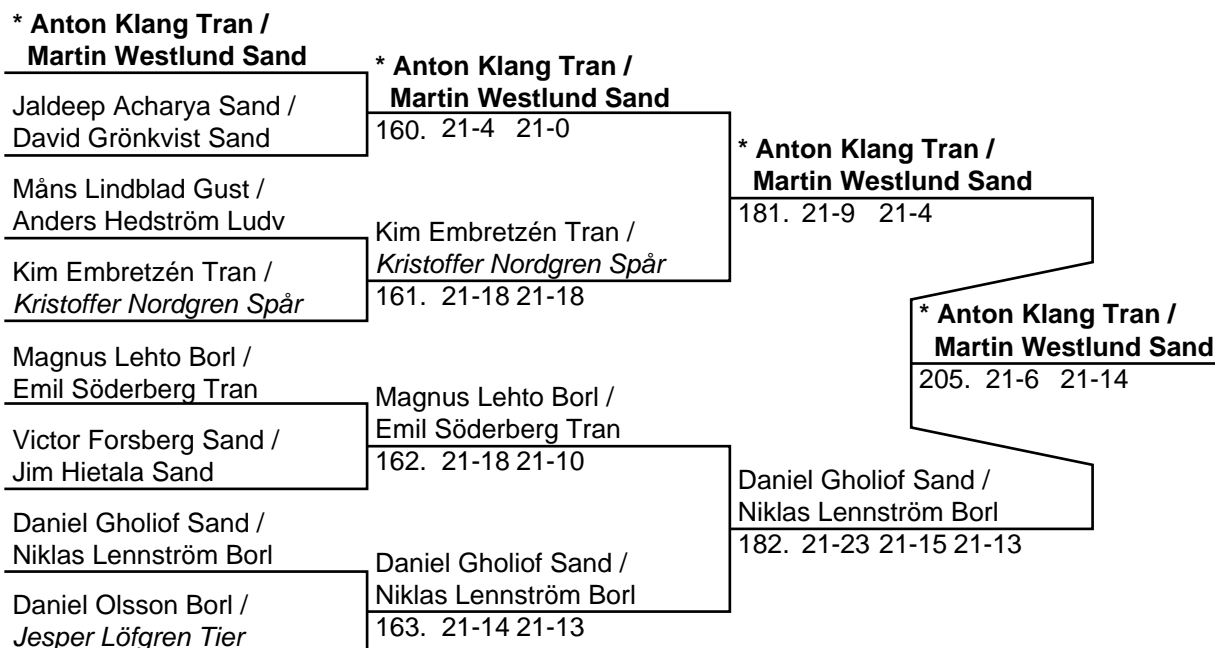 * Anton Klang Tran /
Martin Westlund Sand
Jaldeep Acharya Sand /
David Grönkvist Sand
Måns Lindblad Gust /
Anders Hedström Ludv
Kim Embretzén Tran /
Kristoffer Nordgren Spår
Magnus Lehto Borl /
Emil Söderberg Tran
Victor Forsberg Sand /
Jim Hietala Sand
Daniel Gholiof Sand /
Niklas Lennström Borl
Daniel Olsson Borl /
Jesper Löfgren Tier
* Anton Klang Tran /
Martin Westlund Sand
160. 21-4 21-0
Kim Embretzén Tran /
Kristoffer Nordgren Spår
161. 21-18 21-18
Magnus Lehto Borl /
Emil Söderberg Tran
162. 21-18 21-10
Daniel Gholiof Sand /
Niklas Lennström Borl
163. 21-14 21-13
* Anton Klang Tran /
Martin Westlund Sand
181. 21-9 21-4
Daniel Gholiof Sand /
Niklas Lennström Borl
182. 21-23 21-15 21-13
* Anton Klang Tran /
Martin Westlund Sand
205. 21-6 21-14